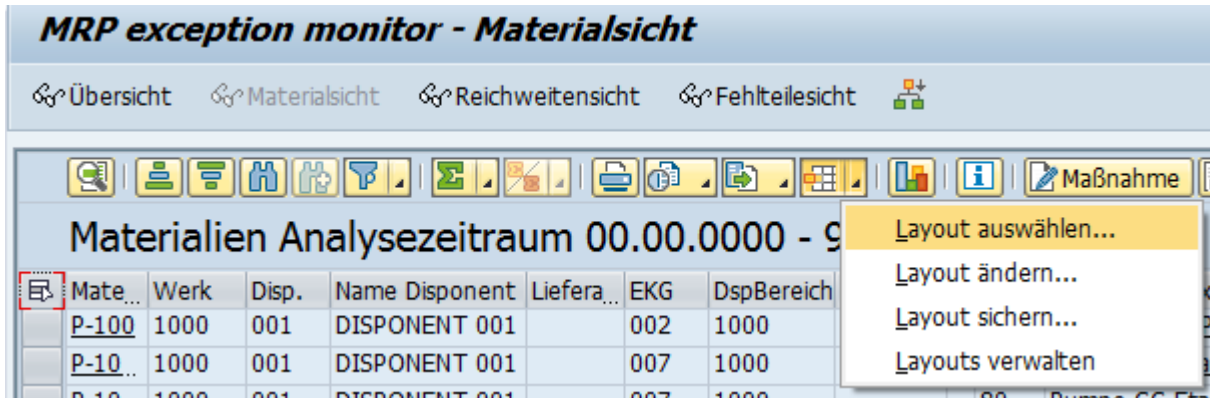 MRP exception monitor - Materialsicht
Übersicht Materialsicht Reichweitensicht Fehlteilesicht
Maßnahme
Materialien Analysezeitraum 00.00.0000 - 9
Layout auswählen...
Layout ändern...
Layout sichern...
Layouts verwalten
Mate... Werk Disp. Name Disponent Liefera... EKG DspBereich
P-100 1000 001 DISPONENT 001 002 1000
P-10... 1000 001 DISPONENT 001 007 1000